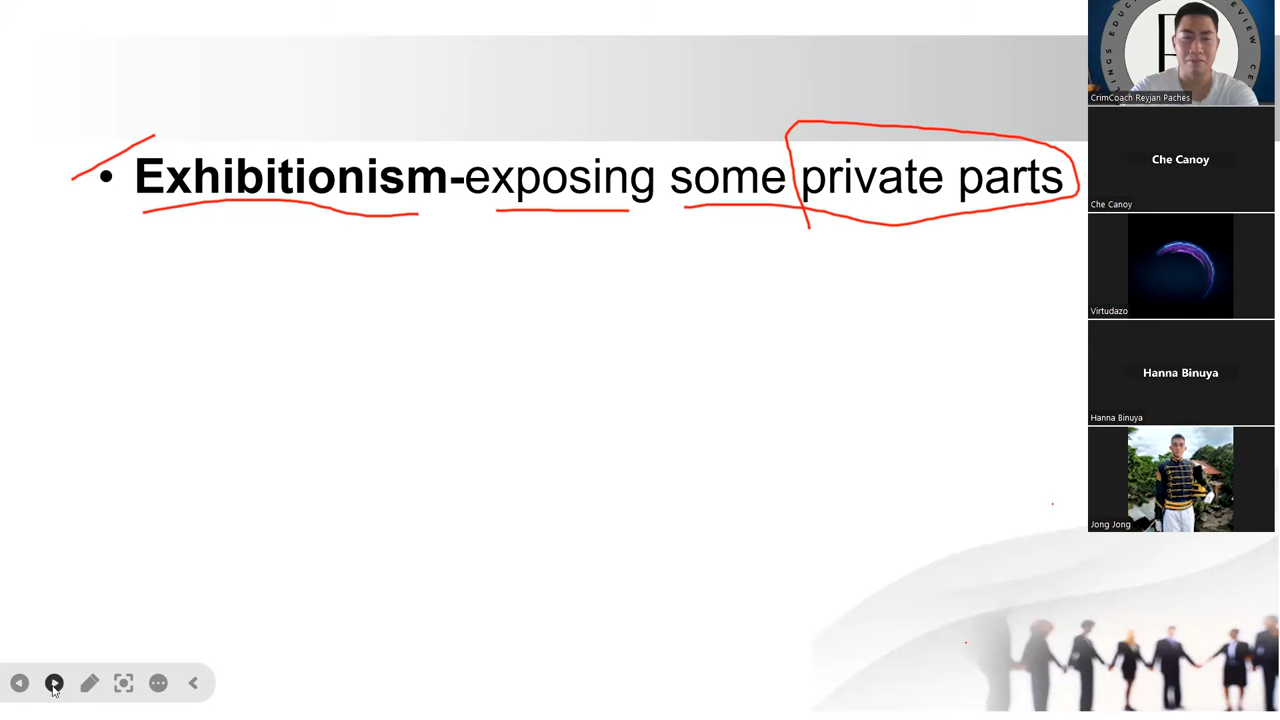 • Exhibitionism-exposing some private parts
CrimCoach Reyjan Paches
Che Canoy
Che Canoy
Virtudazo
Hanna Binuya
Hanna Binuya
Jong Jong